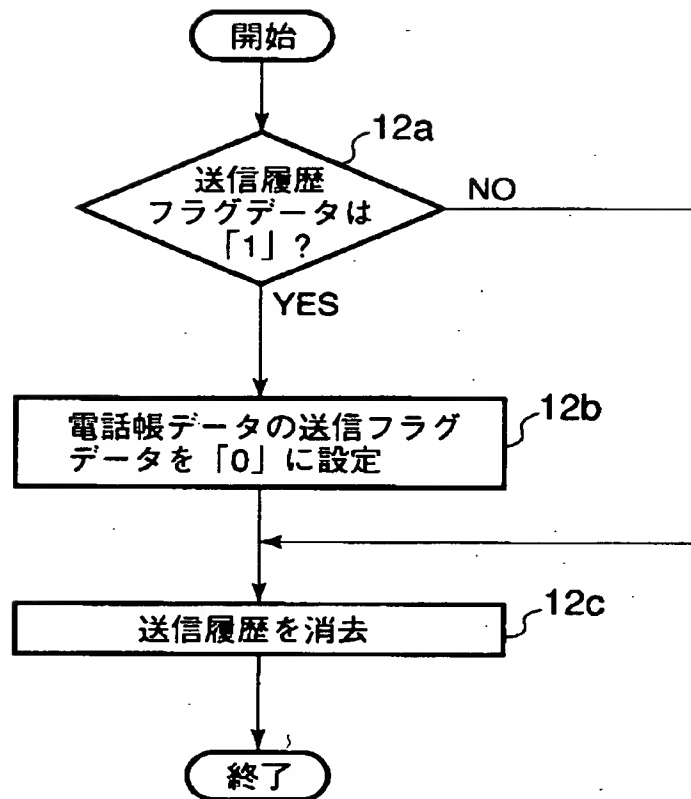 開始
12a
送信履歴
フラグデータは
「1」?
NO
YES
12b
電話帳データの送信フラグ
データを「0」に設定
12c
送信履歴を消去
終了